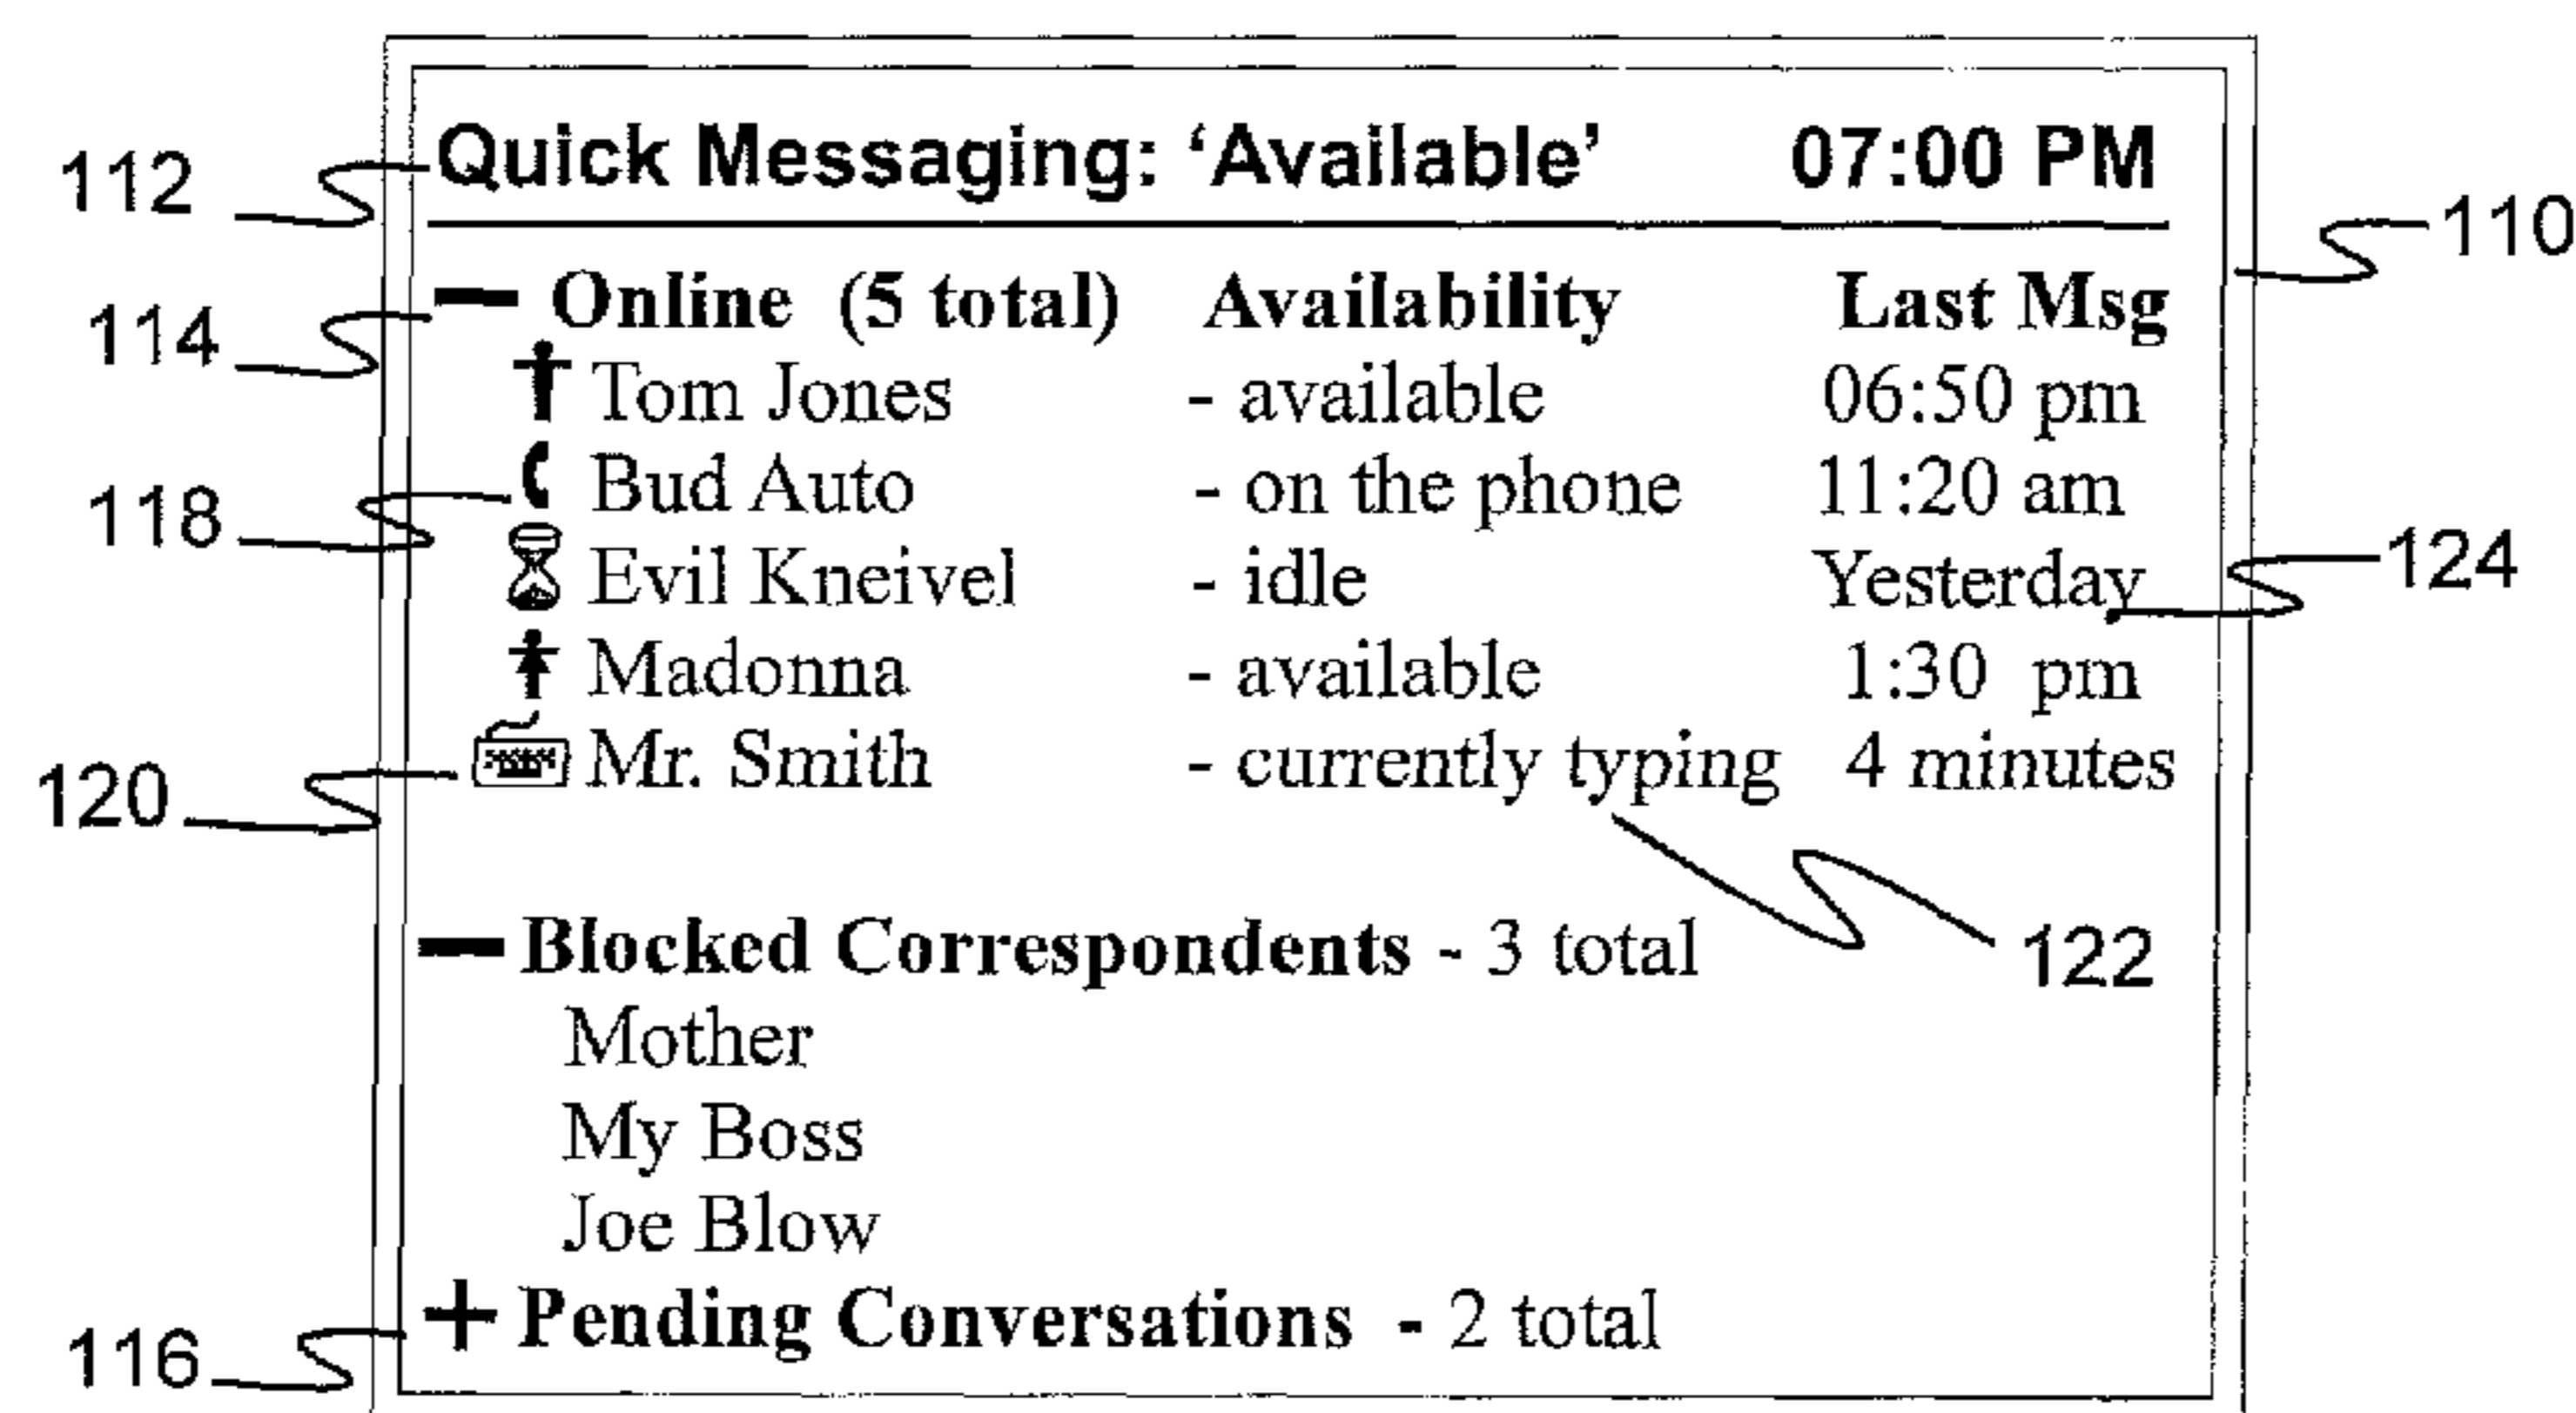 112 Quick Messaging: ‘Available’ 07:00 PM
110
114 – Online (5 total) Availability Last Msg
Tom Jones - available 06:50 pm
118 Bud Auto - on the phone 11:20 am
Evil Kneivel - idle Yesterday 124
Madonna - available 1:30 pm
120 Mr. Smith - currently typing 4 minutes
– Blocked Correspondents - 3 total
122
Mother
My Boss
Joe Blow
116 + Pending Conversations - 2 total